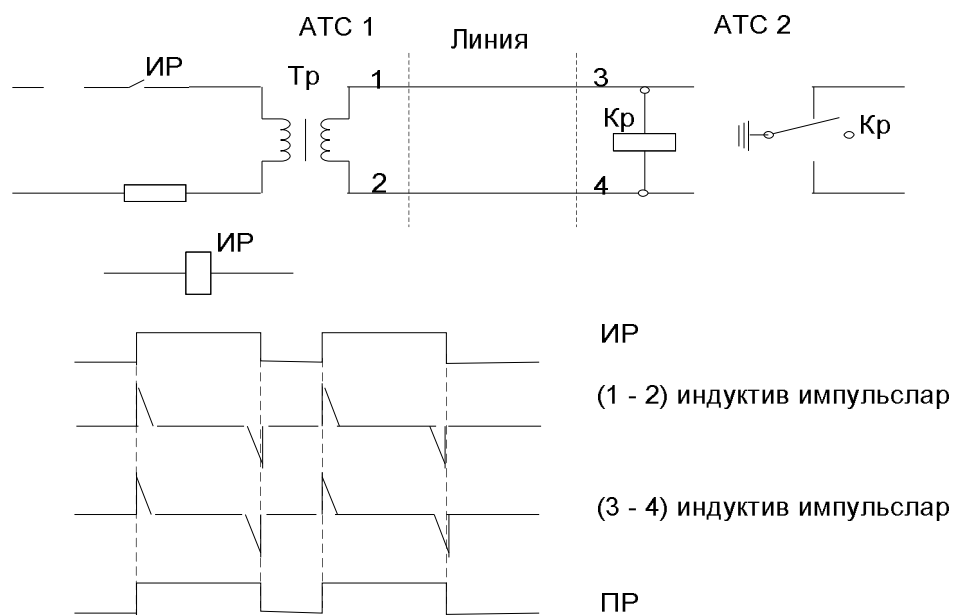 АТС 1
Линия
АТС 2
ИР
Тр
1
3
Кр
Кр
2
4
ИР
ИР
(1 - 2) индуктив импульслар
(3 - 4) индуктив импульслар
ПР